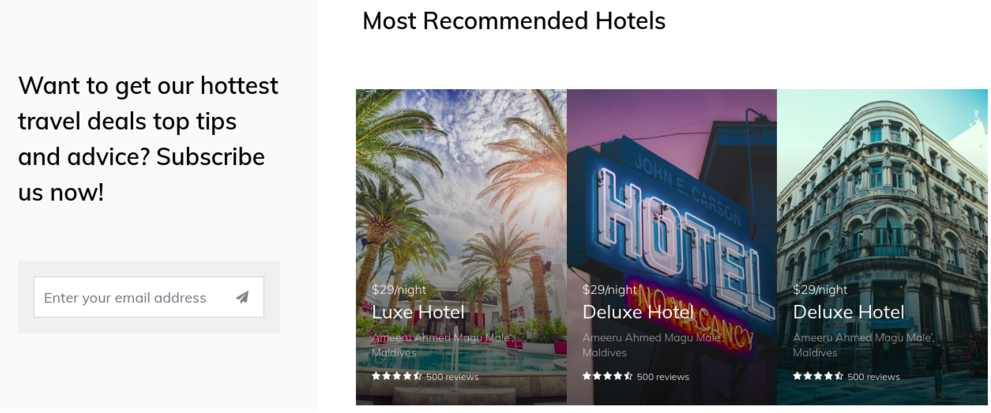 Most Recommended Hotels
Want to get our hottest
travel deals top tips
and advice? Subscribe
us now!
Enter your email address
JOHN E. CARSON
HOTEL
NO VACANCY
$29/night
Luxe Hotel
Ameeru Ahmed Magu Male',
Maldives
500 reviews
$29/night
Deluxe Hotel
Ameeru Ahmed Magu Male',
Maldives
500 reviews
$29/night
Deluxe Hotel
Ameeru Ahmed Magu Male',
Maldives
500 reviews